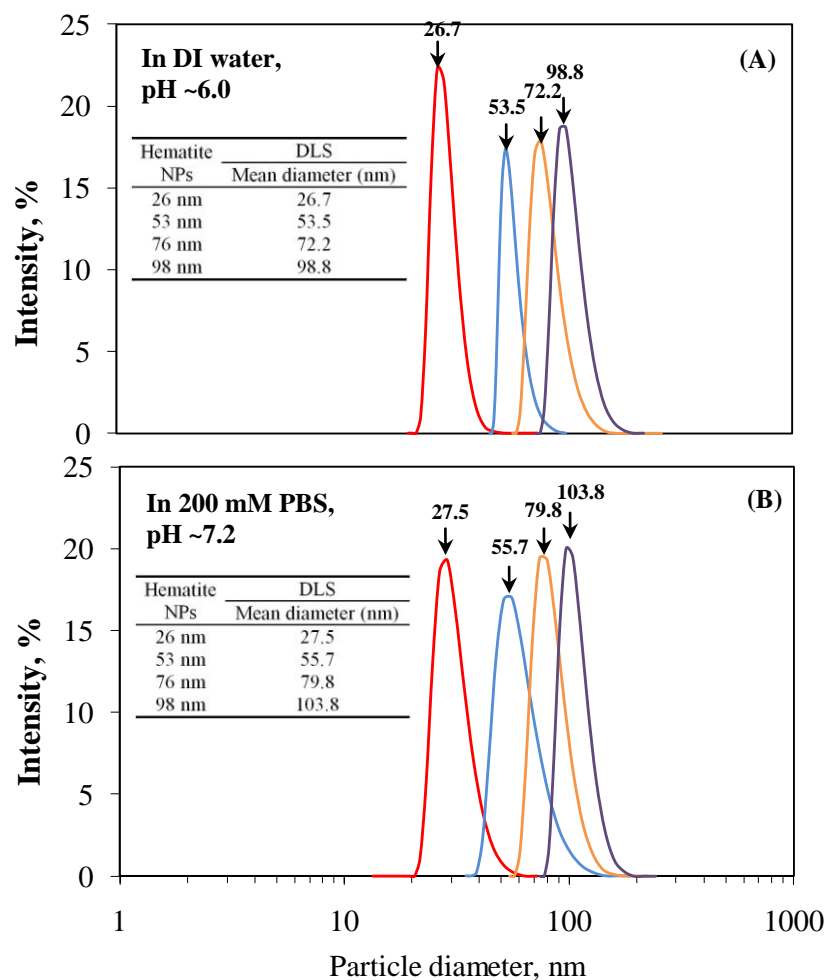 25
20
15
10
5
0
Intensity, %
In DI water,
pH ~6.0
(A)
26.7
53.5
72.2
98.8
Hematite NPs DLS
Mean diameter (nm)
26 nm 26.7
53 nm 53.5
76 nm 72.2
98 nm 98.8
25
20
15
10
5
0
Intensity, %
In 200 mM PBS,
pH ~7.2
(B)
27.5
55.7
79.8
103.8
Hematite NPs DLS
Mean diameter (nm)
26 nm 27.5
53 nm 55.7
76 nm 79.8
98 nm 103.8
1 10 100 1000
Particle diameter, nm